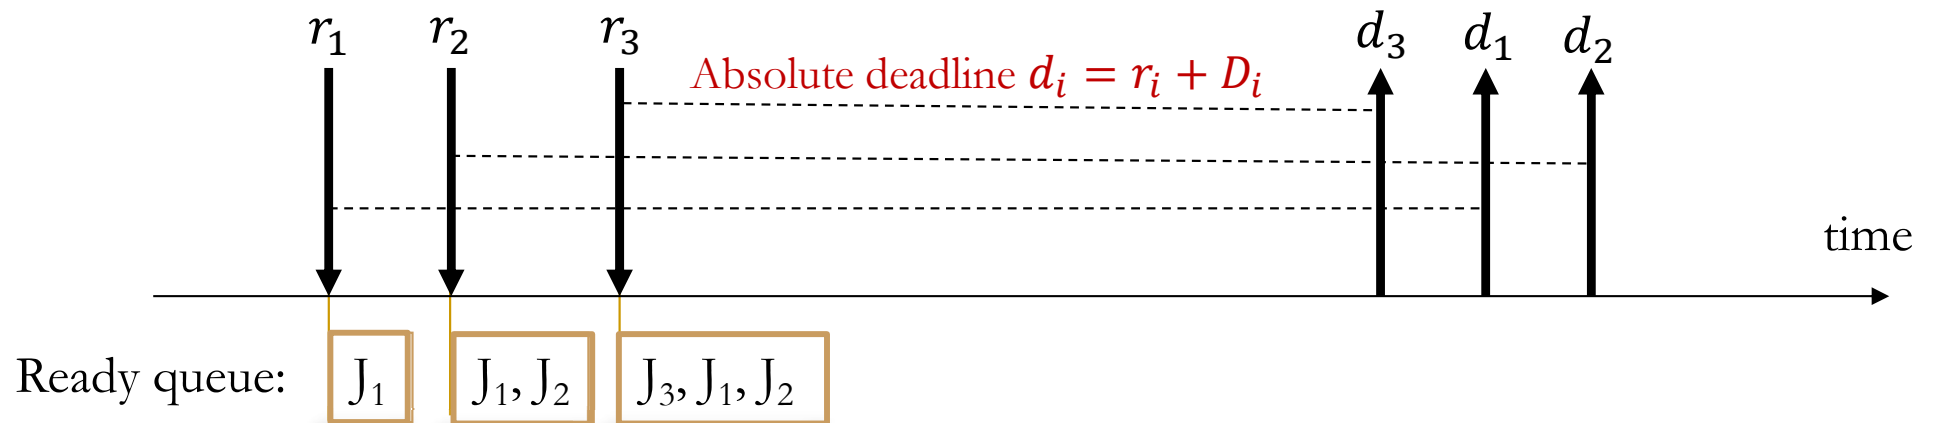 r₁ r₂ r₃ d₃ d₁ d₂
Absolute deadline dᵢ = rᵢ + Dᵢ
time
Ready queue: J₁ J₁, J₂ J₃, J₁, J₂